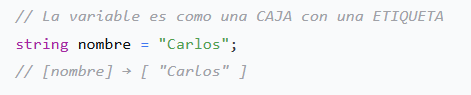 // La variable es como una CAJA con una ETIQUETA
string nombre = "Carlos";
// [nombre] → [ "Carlos" ]